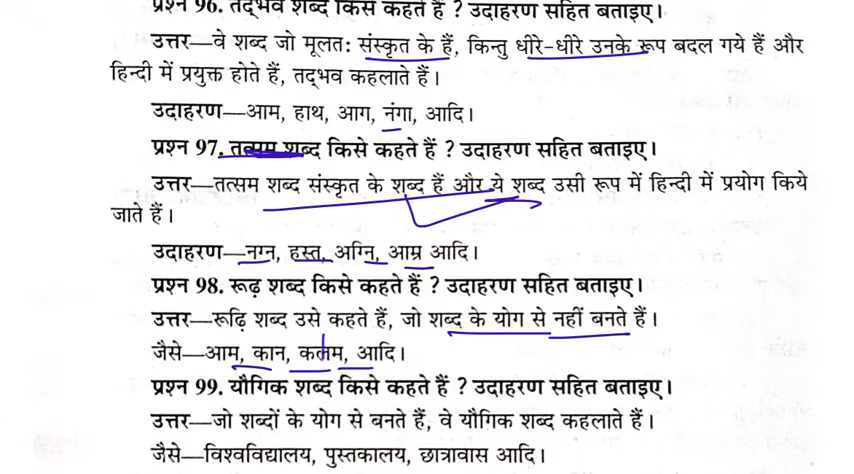 प्रश्न 96. तद्भव शब्द किसे कहते हैं ? उदाहरण सहित बताइए।
उत्तर—वे शब्द जो मूलत: संस्कृत के हैं, किन्तु धीरे-धीरे उनके रूप बदल गये हैं और
हिन्दी में प्रयुक्त होते हैं, तद्भव कहलाते हैं।
उदाहरण—आम, हाथ, आग, नंगा, आदि।
प्रश्न 97. तत्सम शब्द किसे कहते हैं ? उदाहरण सहित बताइए।
उत्तर—तत्सम शब्द संस्कृत के शब्द हैं और ये शब्द उसी रूप में हिन्दी में प्रयोग किये
जाते हैं।
उदाहरण—नग्न, हस्त, अग्नि, आम्र आदि।
प्रश्न 98. रूढ़ शब्द किसे कहते हैं ? उदाहरण सहित बताइए।
उत्तर—रूढ़ि शब्द उसे कहते हैं, जो शब्द के योग से नहीं बनते हैं।
जैसे—आम, कान, कलम, आदि।
प्रश्न 99. यौगिक शब्द किसे कहते हैं ? उदाहरण सहित बताइए।
उत्तर—जो शब्दों के योग से बनते हैं, वे यौगिक शब्द कहलाते हैं।
जैसे—विश्वविद्यालय, पुस्तकालय, छात्रावास आदि।